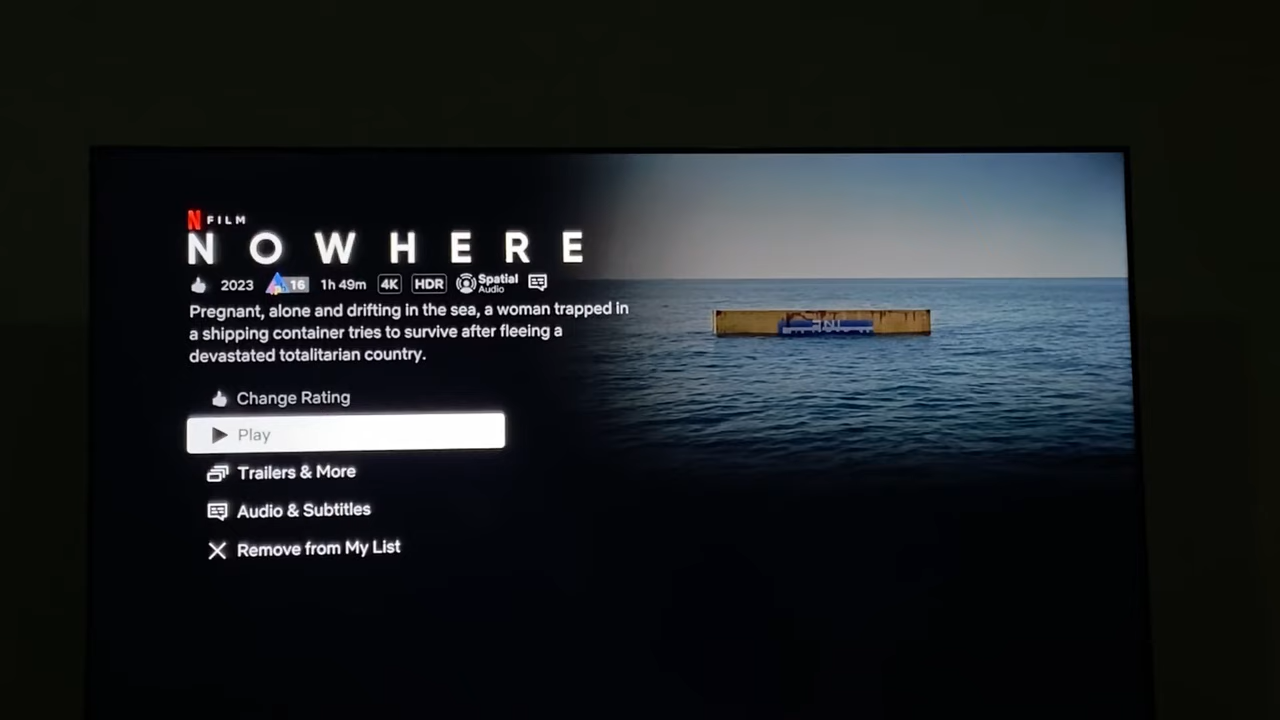 N FILM
NOWHERE
2023 A 16 1h 49m 4K HDR Spatial Audio
Pregnant, alone and drifting in the sea, a woman trapped in
a shipping container tries to survive after fleeing a
devastated totalitarian country.
Change Rating
Play
Trailers & More
Audio & Subtitles
Remove from My List